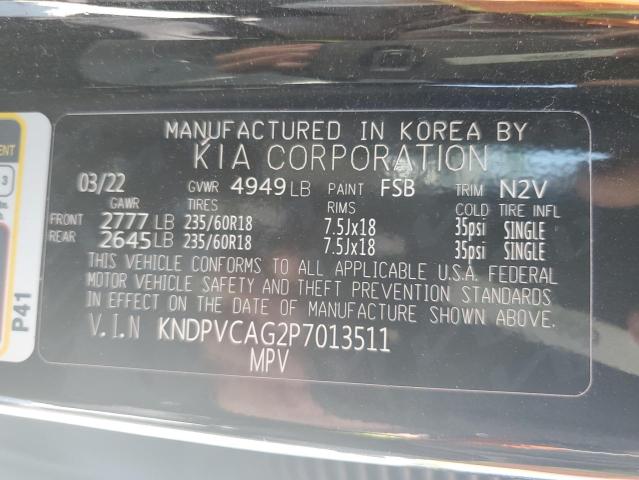 MANUFACTURED IN KOREA BY
KIA CORPORATION
03/22 GVWR 4949 LB PAINT FSB TRIM N2V
GAWR TIRES RIMS COLD TIRE INFL
FRONT 2777 LB 235/60R18 7.5Jx18 35psi SINGLE
REAR 2645 LB 235/60R18 7.5Jx18 35psi SINGLE
THIS VEHICLE CONFORMS TO ALL APPLICABLE U.S.A. FEDERAL
MOTOR VEHICLE SAFETY AND THEFT PREVENTION STANDARDS
IN EFFECT ON THE DATE OF MANUFACTURE SHOWN ABOVE.
V.I.N KNDPVCAG2P7013511
MPV
P41
3